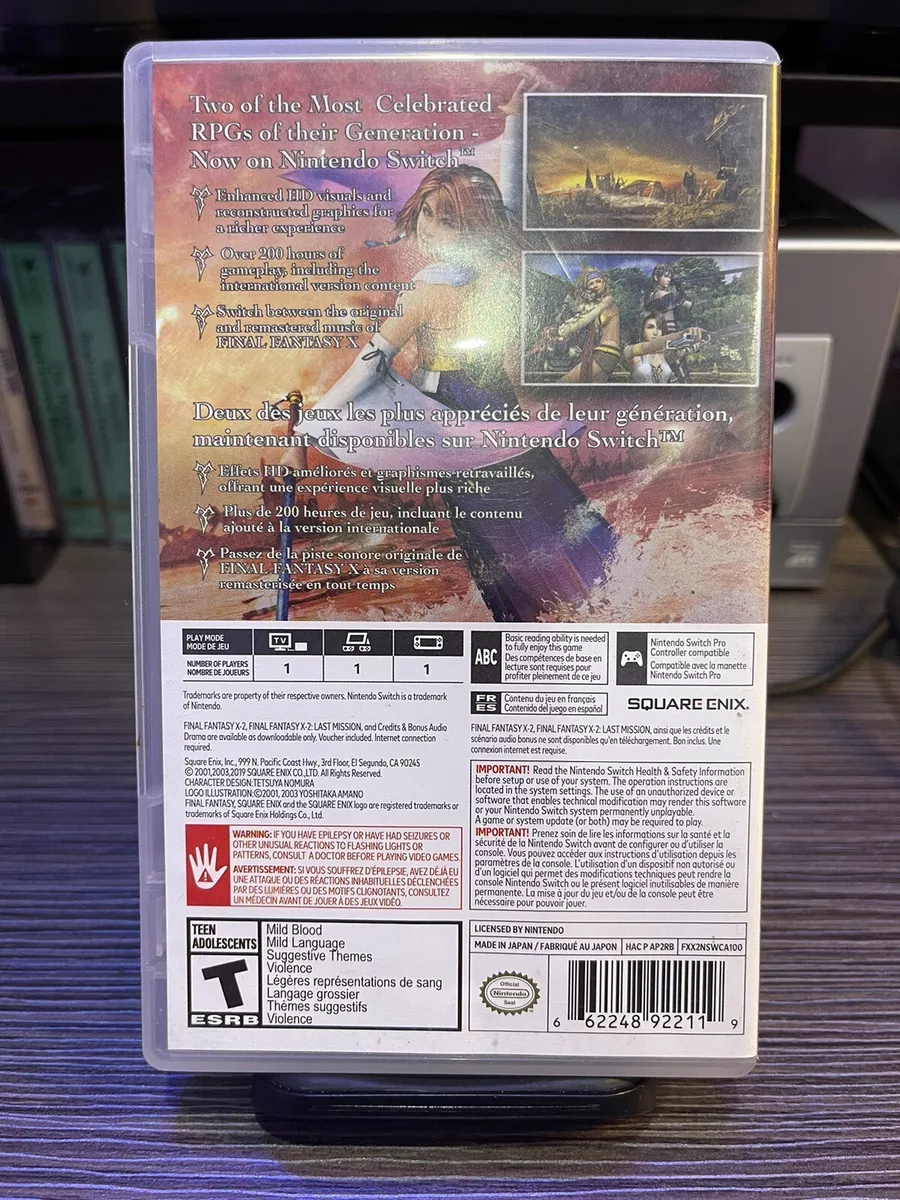 Two of the Most Celebrated
RPGs of their Generation -
Now on Nintendo Switch™
Enhanced HD visuals and
reconstructed graphics for
a richer experience
Over 200 hours of
gameplay, including the
international version content
Switch between the original
and remastered music of
FINAL FANTASY X
Deux des jeux les plus appréciés de leur génération,
maintenant disponibles sur Nintendo Switch™
Effets HD améliorés et graphismes retravaillés,
offrant une expérience visuelle plus riche
Plus de 200 heures de jeu, incluant le contenu
ajouté à la version internationale
Passez de la piste sonore originale de
FINAL FANTASY X à sa version
remasterisée en tout temps
PLAY MODE
MODE DE JEU
TV
NUMBER OF PLAYERS
NOMBRE DE JOUEURS
1
1
1
ABC
Basic reading ability is needed
to fully enjoy this game
Des compétences de base en
lecture sont requises pour
profiter pleinement de ce jeu
Nintendo Switch Pro
Controller compatible
Compatible avec la manette
Nintendo Switch Pro
FR
ES
Contenu du jeu en français
Contenido del juego en español
SQUARE ENIX.
Trademarks are property of their respective owners. Nintendo Switch is a trademark
of Nintendo.
FINAL FANTASY X-2, FINAL FANTASY X-2: LAST MISSION, and Credits & Bonus Audio
Drama are available as downloadable only. Voucher included. Internet connection
required.
Square Enix, Inc., 999 N. Pacific Coast Hwy., 3rd Floor, El Segundo, CA 90245
© 2001,2003,2019 SQUARE ENIX CO.,LTD. All Rights Reserved.
CHARACTER DESIGN:TETSUYA NOMURA
LOGO ILLUSTRATION:©2001, 2003 YOSHITAKA AMANO
FINAL FANTASY, SQUARE ENIX and the SQUARE ENIX logo are registered trademarks or
trademarks of Square Enix Holdings Co., Ltd.
FINAL FANTASY X-2, FINAL FANTASY X-2: LAST MISSION, ainsi que les crédits et le
scénario audio bonus ne sont disponibles qu'en téléchargement. Bon inclus. Une
connexion internet est requise.
IMPORTANT! Read the Nintendo Switch Health & Safety Information
before setup or use of your system. The operation instructions are
located in the system settings. The use of an unauthorized device or
software that enables technical modification may render this software
or your Nintendo Switch system permanently unplayable.
A game or system update (or both) may be required to play.
IMPORTANT! Prenez soin de lire les informations sur la santé et la
sécurité de la Nintendo Switch avant de configurer ou d'utiliser la
console. Vous pouvez accéder aux instructions d'utilisation depuis les
paramètres de la console. L'utilisation d'un dispositif non autorisé ou
d'un logiciel qui permet des modifications techniques peut rendre la
console Nintendo Switch ou le présent logiciel inutilisables de manière
permanente. La mise à jour du jeu et/ou de la console peut être
nécessaire pour pouvoir jouer.
WARNING: IF YOU HAVE EPILEPSY OR HAVE HAD SEIZURES OR
OTHER UNUSUAL REACTIONS TO FLASHING LIGHTS OR
PATTERNS, CONSULT A DOCTOR BEFORE PLAYING VIDEO GAMES.
AVERTISSEMENT: SI VOUS SOUFFREZ D'ÉPILEPSIE, AVEZ DÉJÀ EU
UNE ATTAQUE OU DES RÉACTIONS INHABITUELLES DÉCLENCHÉES
PAR DES LUMIÈRES OU DES MOTIFS CLIGNOTANTS, CONSULTEZ
UN MÉDECIN AVANT DE JOUER À DES JEUX VIDÉO.
TEEN
ADOLESCENTS
T
ESRB
Mild Blood
Mild Language
Suggestive Themes
Violence
Légères représentations de sang
Langage grossier
Thèmes suggestifs
Violence
LICENSED BY NINTENDO
MADE IN JAPAN / FABRIQUÉ AU JAPON
HAC P AP2RB
FXX2NSWCA100
Official
Nintendo
Seal
6 62248 92211 9